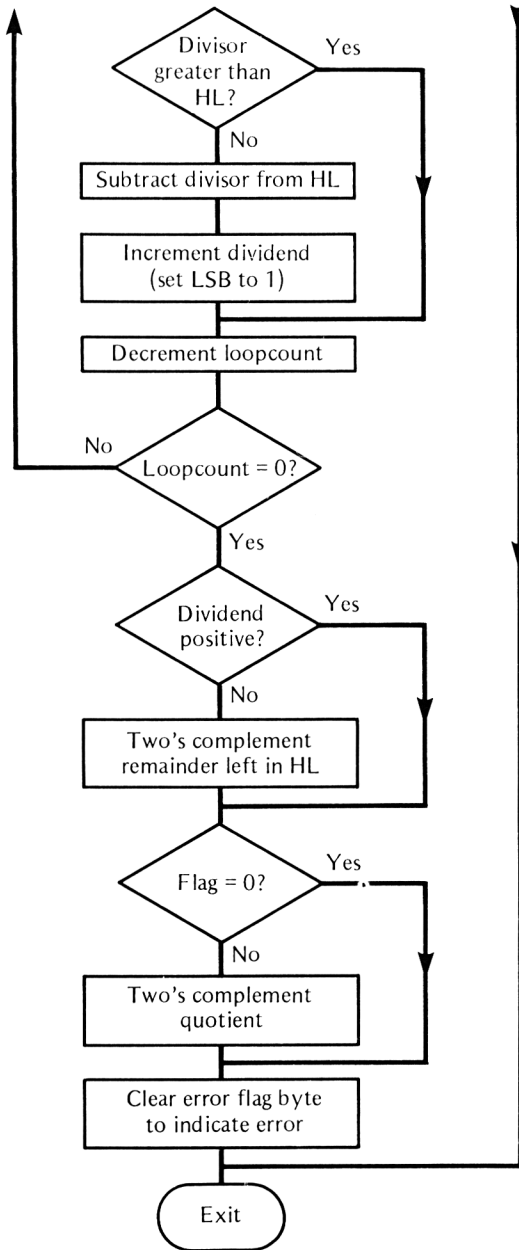 Divisor
greater than
HL?
Yes
No
Subtract divisor from HL
Increment dividend
(set LSB to 1)
Decrement loopcount
No
Loopcount = 0?
Yes
Dividend
positive?
Yes
No
Two's complement
remainder left in HL
Flag = 0?
Yes
No
Two's complement
quotient
Clear error flag byte
to indicate error
Exit